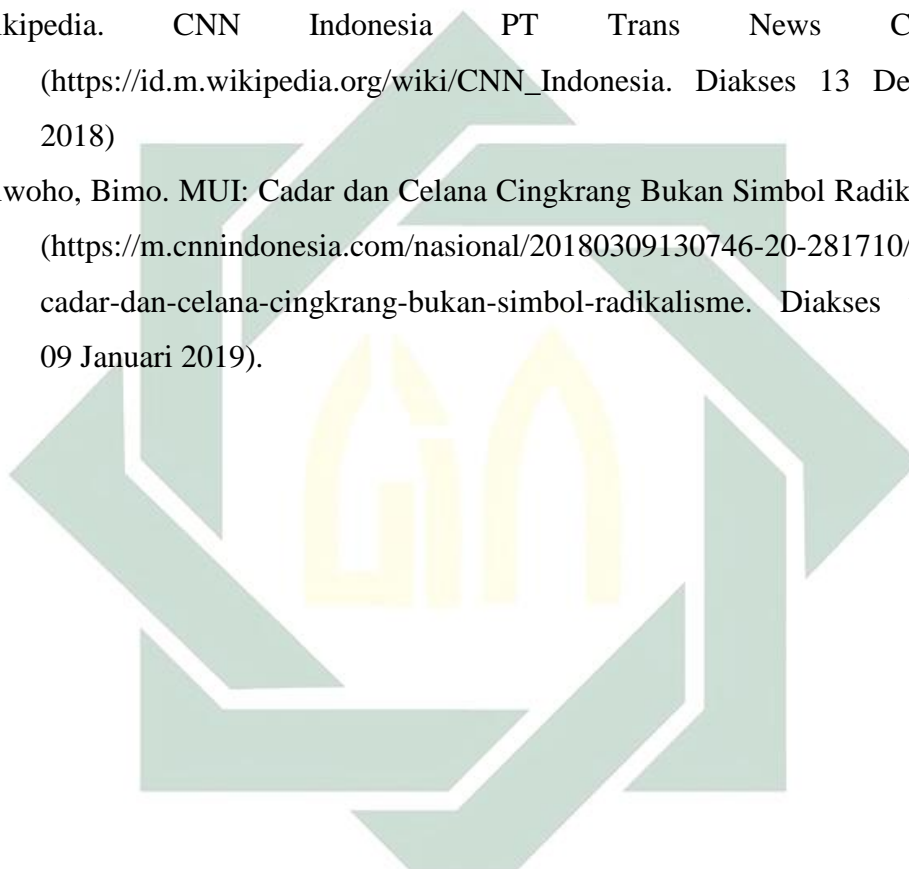 ikipedia. CNN Indonesia PT Trans News C
(https://id.m.wikipedia.org/wiki/CNN_Indonesia. Diakses 13 De
2018)
iwoho, Bimo. MUI: Cadar dan Celana Cingkrang Bukan Simbol Radik
(https://m.cnnindonesia.com/nasional/20180309130746-20-281710/
cadar-dan-celana-cingkrang-bukan-simbol-radikalisme. Diakses
09 Januari 2019).